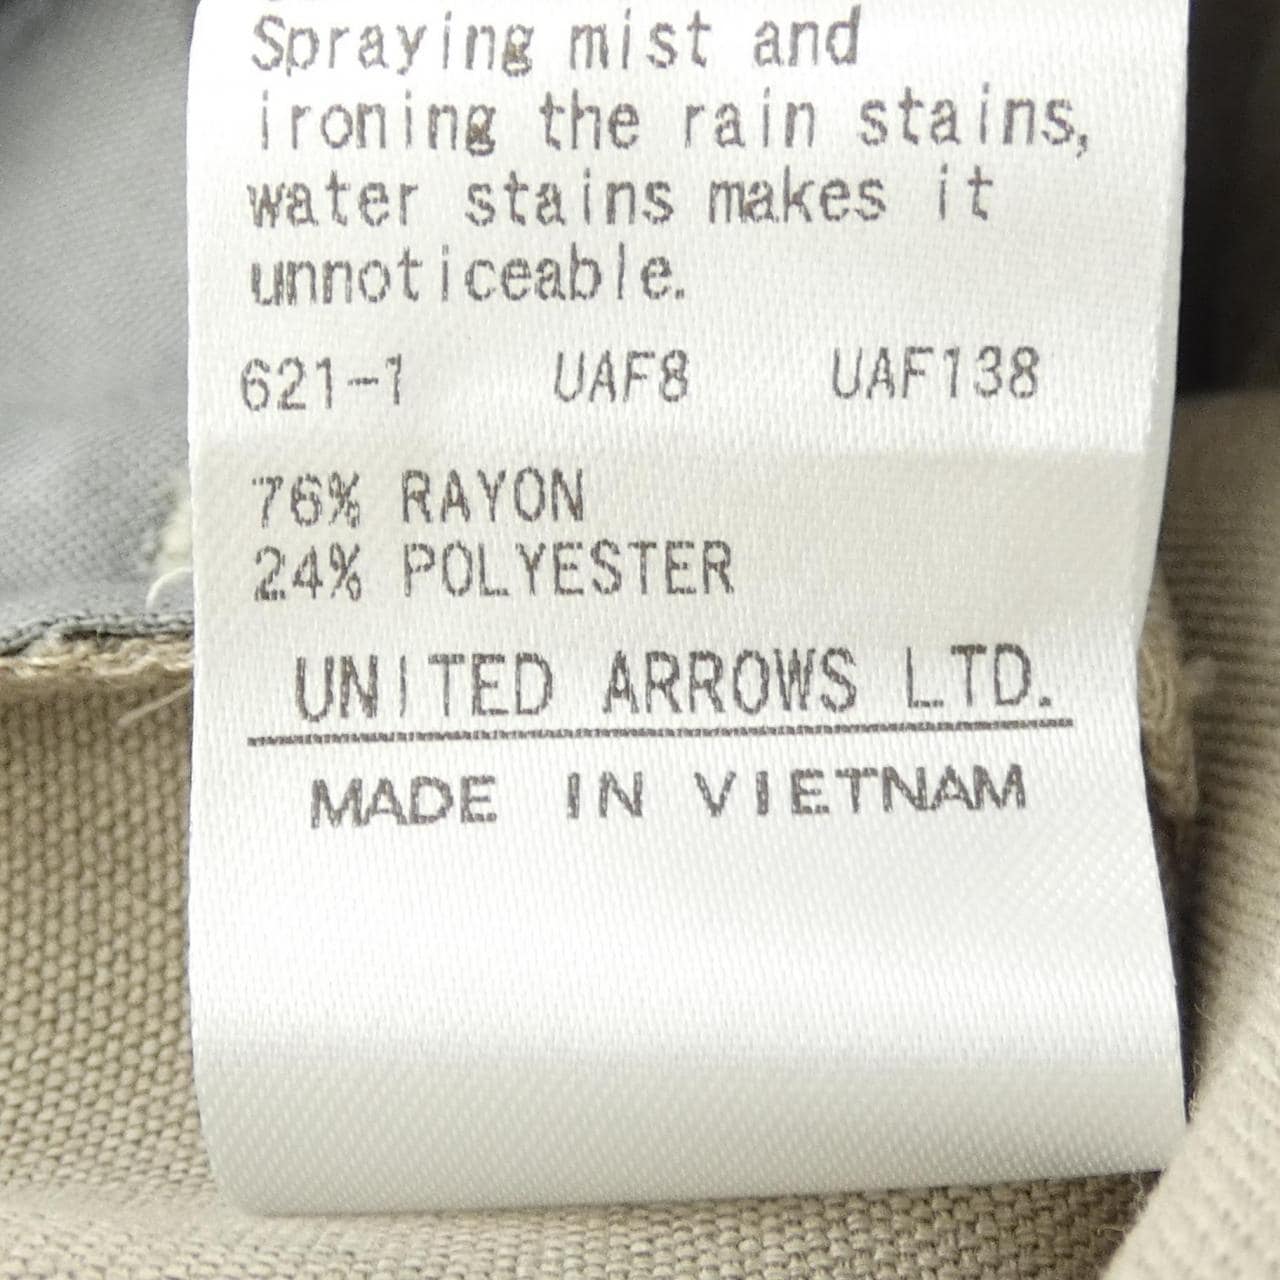 Spraying mist and
ironing the rain stains,
water stains makes it
unnoticeable.
621-1 UAF8 UAF138
76% RAYON
24% POLYESTER
UNITED ARROWS LTD.
MADE IN VIETNAM